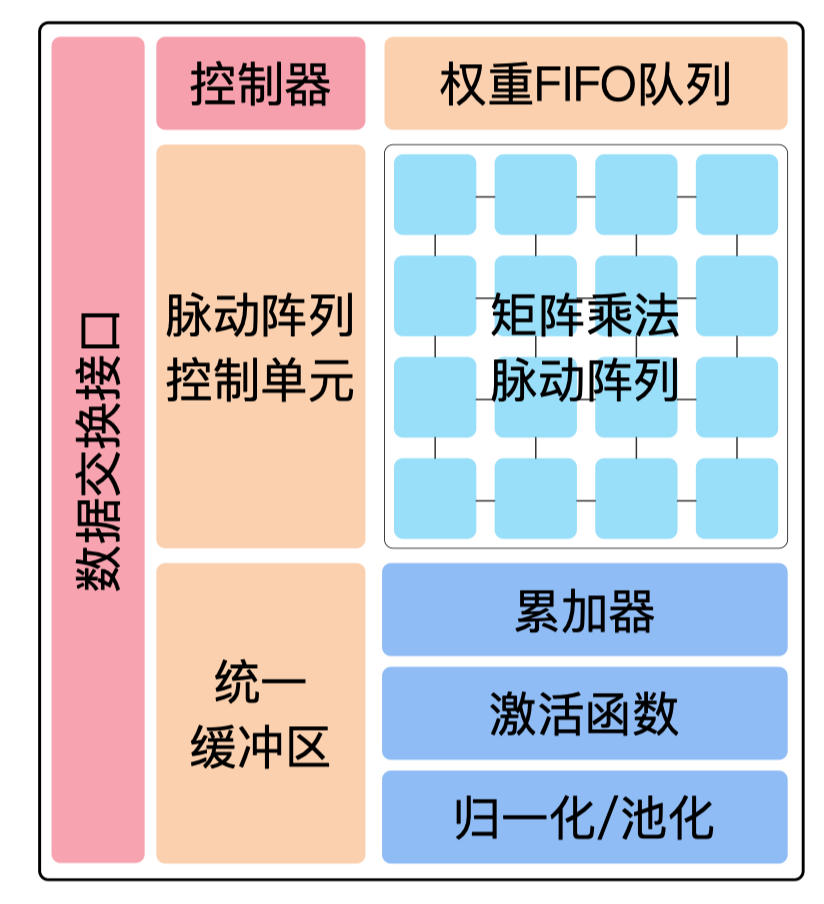 数据交换接口
控制器
权重FIFO队列
脉动阵列
控制单元
矩阵乘法
脉动阵列
统一
缓冲区
累加器
激活函数
归一化/池化